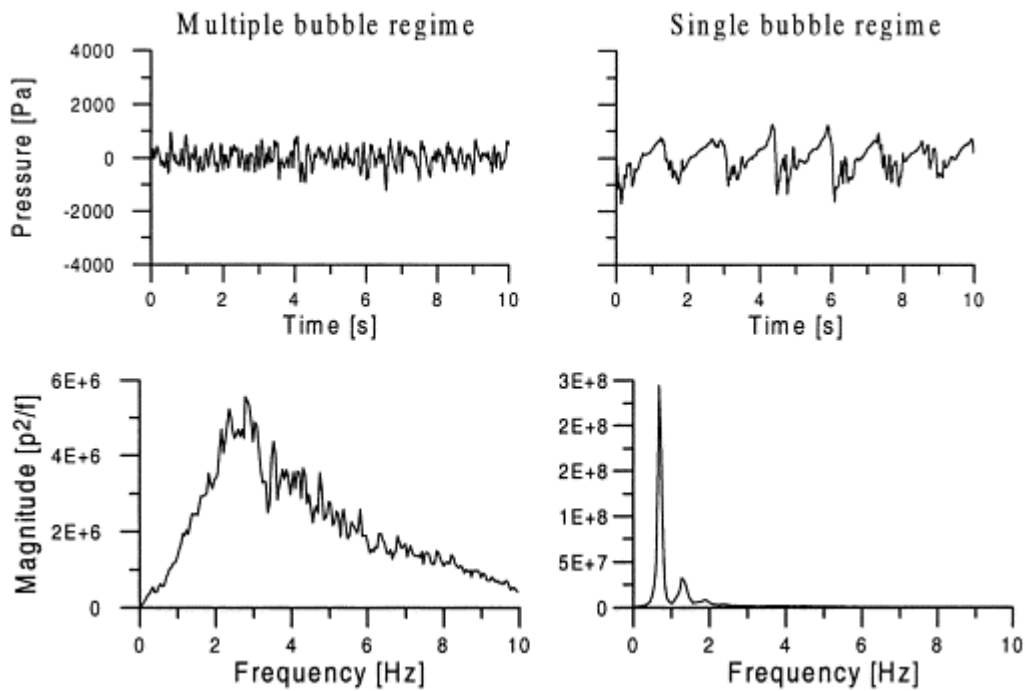 Multiple bubble regime
Single bubble regime
Pressure [Pa]
4000
2000
0
-2000
-4000
0 2 4 6 8 10
Time [s]
0 2 4 6 8 10
Time [s]
Magnitude [p2/f]
6E+6
4E+6
2E+6
0
0 2 4 6 8 10
Frequency [Hz]
3E+8
2E+8
2E+8
1E+8
5E+7
0
0 2 4 6 8 10
Frequency [Hz]